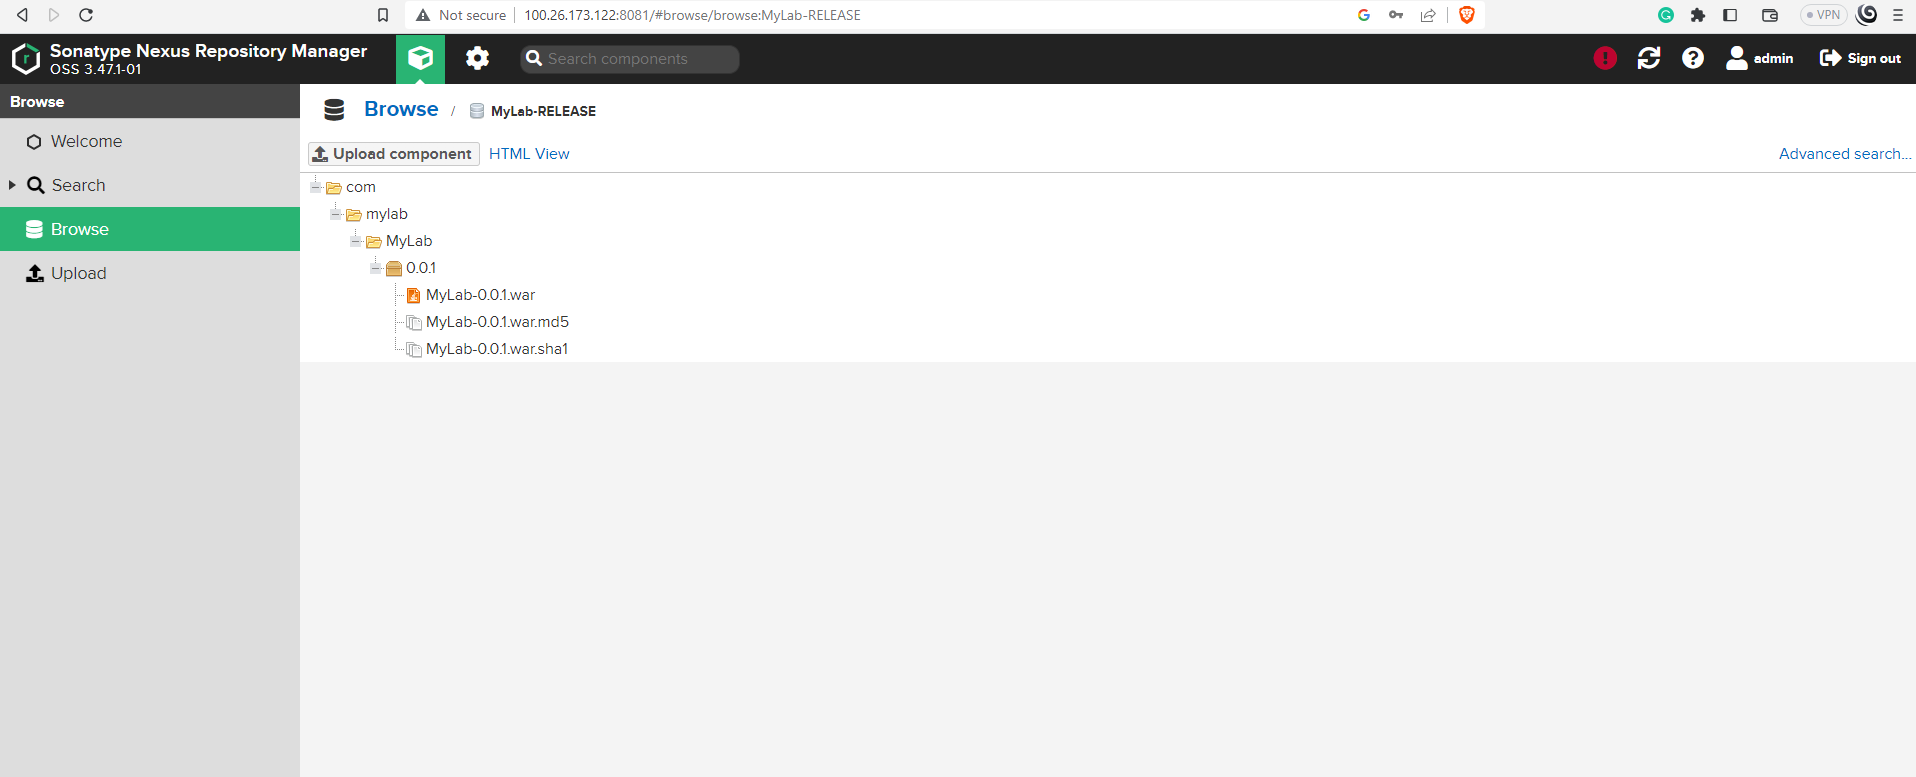 Not secure
100.26.173.122:8081/#browse/browse:MyLab-RELEASE
VPN
Sonatype Nexus Repository Manager
OSS 3.47.1-01
Search components
admin
Sign out
Browse
Welcome
Search
Browse
Upload
Browse / MyLab-RELEASE
Upload component HTML View Advanced search...
com
mylab
MyLab
0.0.1
MyLab-0.0.1.war
MyLab-0.0.1.war.md5
MyLab-0.0.1.war.sha1